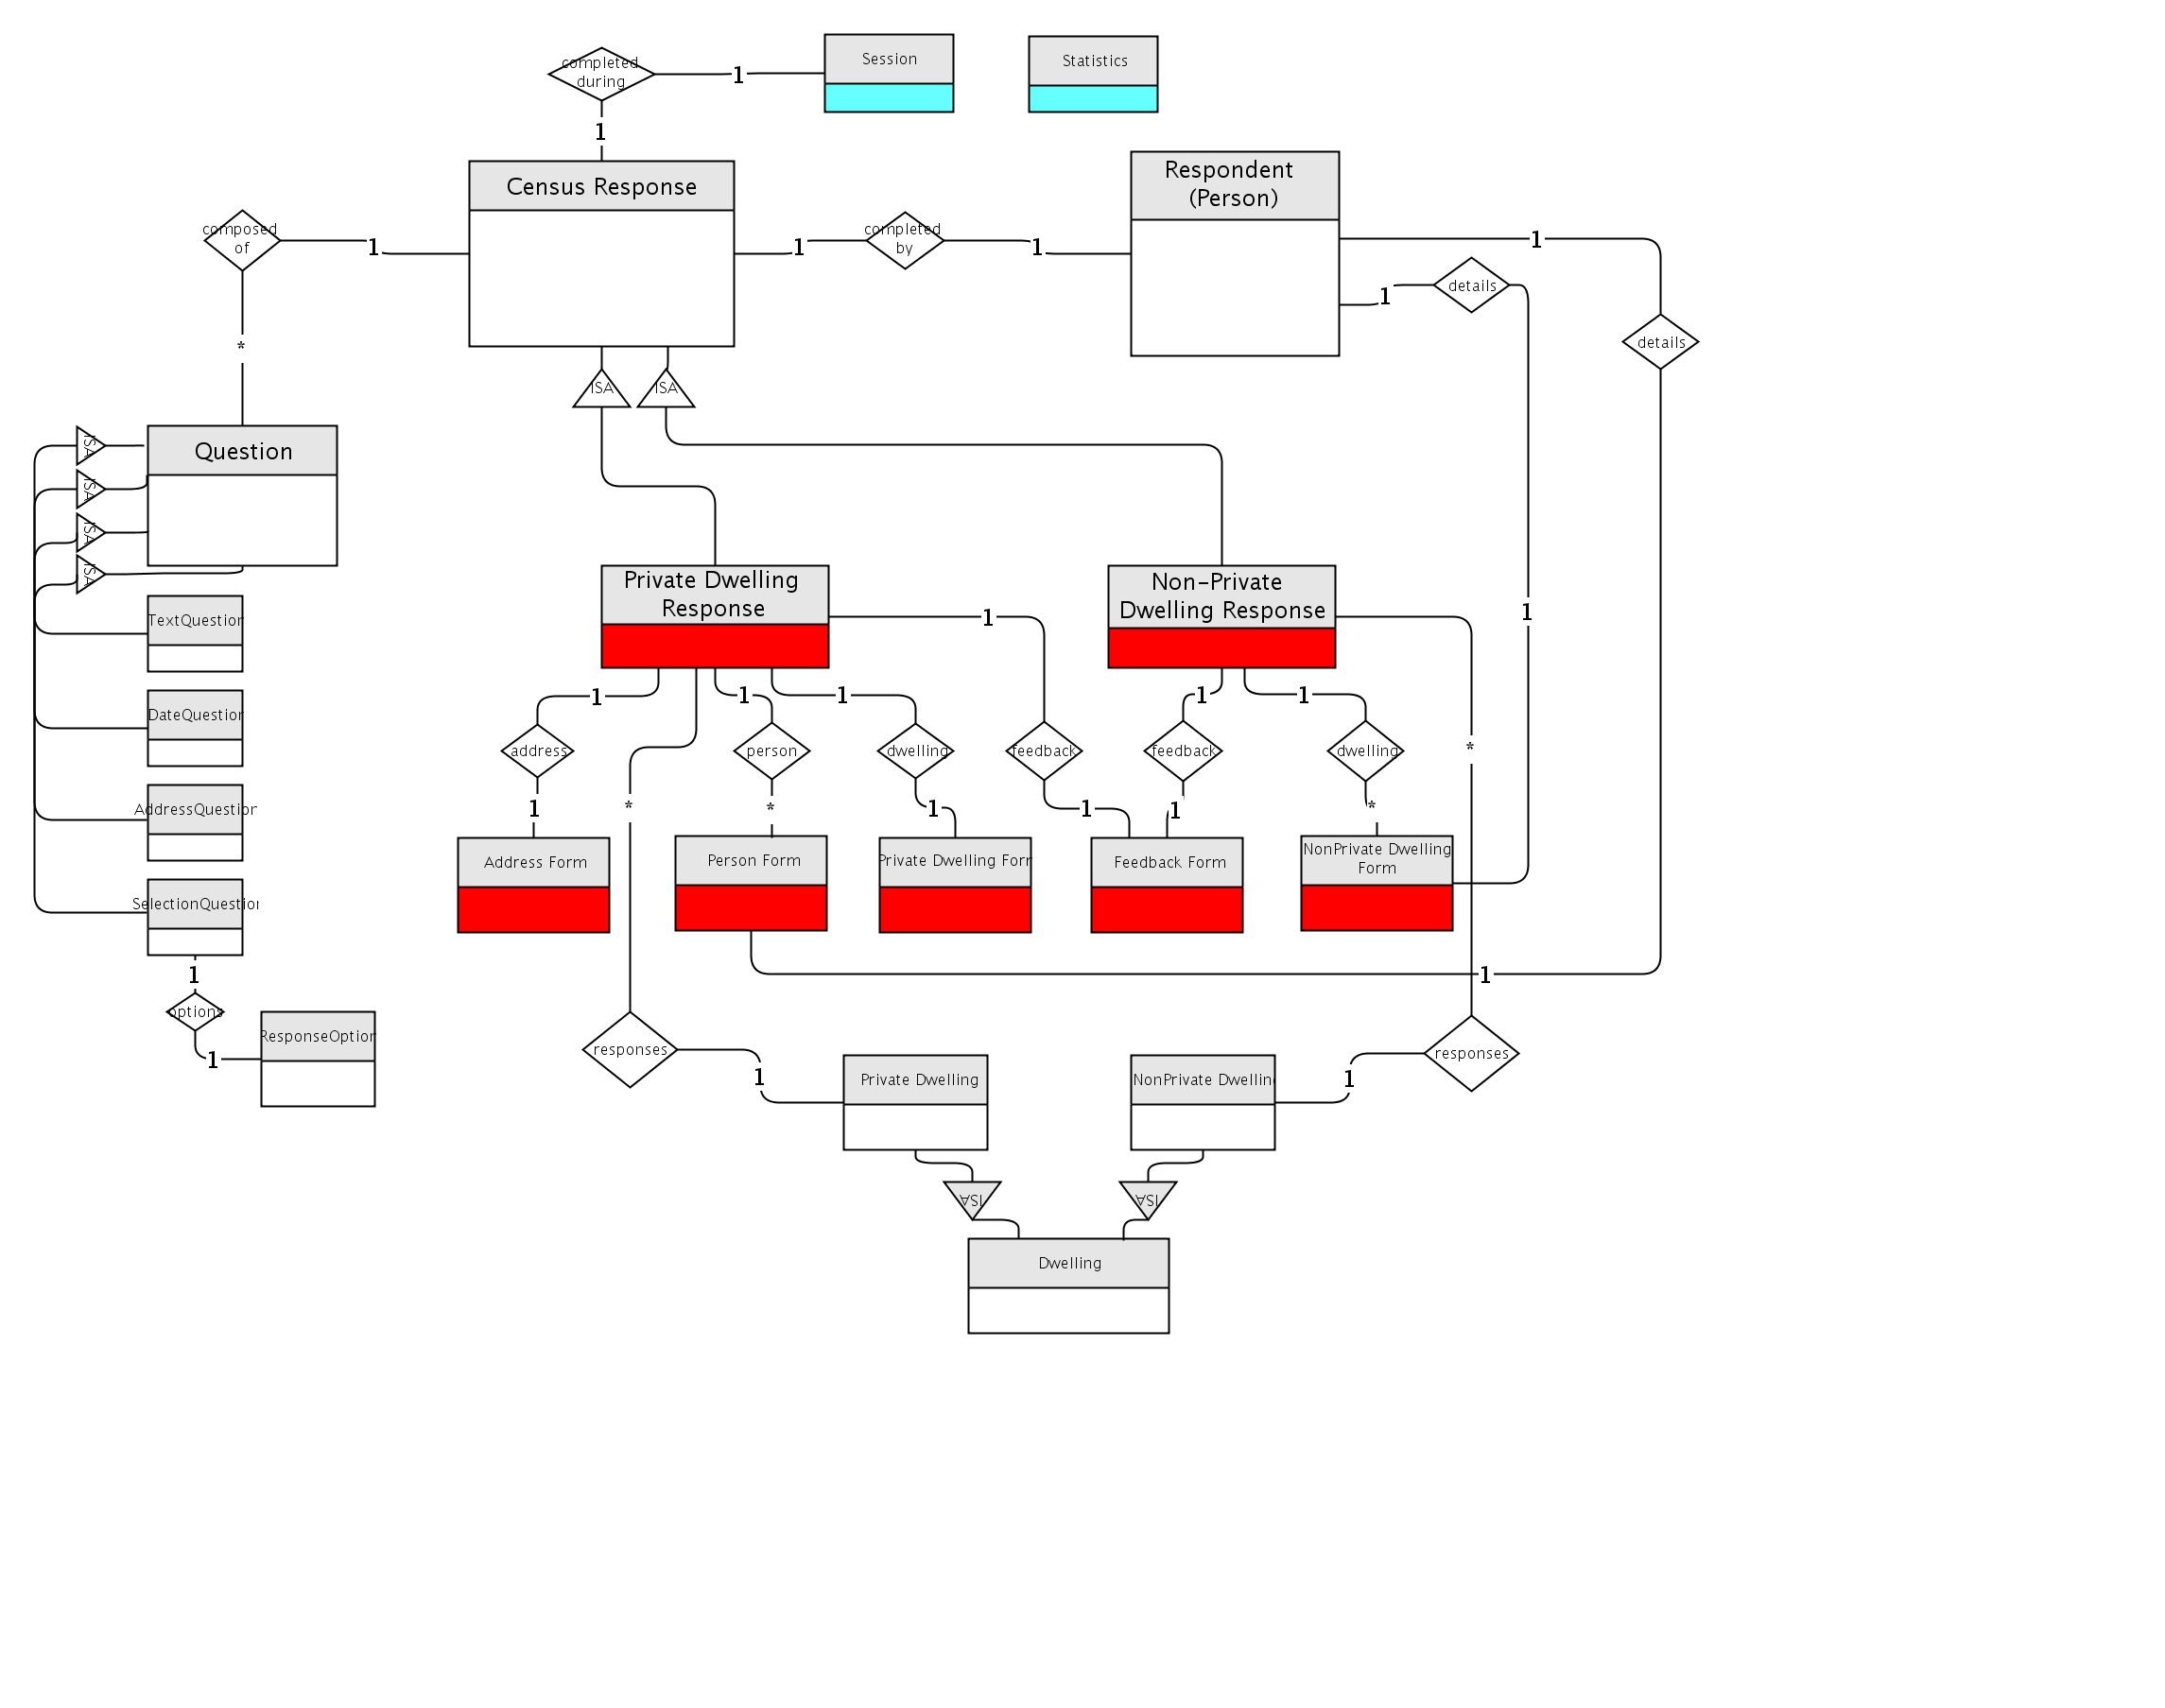 completed
during
1
Session
Statistics
1
Census Response
Respondent
(Person)
composed
of
1
1
completed
by
1
1
1
details
details
*
ISA
ISA
Question
ISA
ISA
ISA
ISA
Private Dwelling
Response
Non-Private
Dwelling Response
1
1
TextQuestion
DateQuestion
AddressQuestion
SelectionQuestion
1
1
1
1
1
address
person
dwelling
feedback
feedback
dwelling
*
1
*
*
1
1
1
*
Address Form
Person Form
Private Dwelling Form
Feedback Form
NonPrivate Dwelling
Form
1
1
options
1
ResponseOption
responses
1
Private Dwelling
NonPrivate Dwelling
1
responses
ISA
ISA
Dwelling